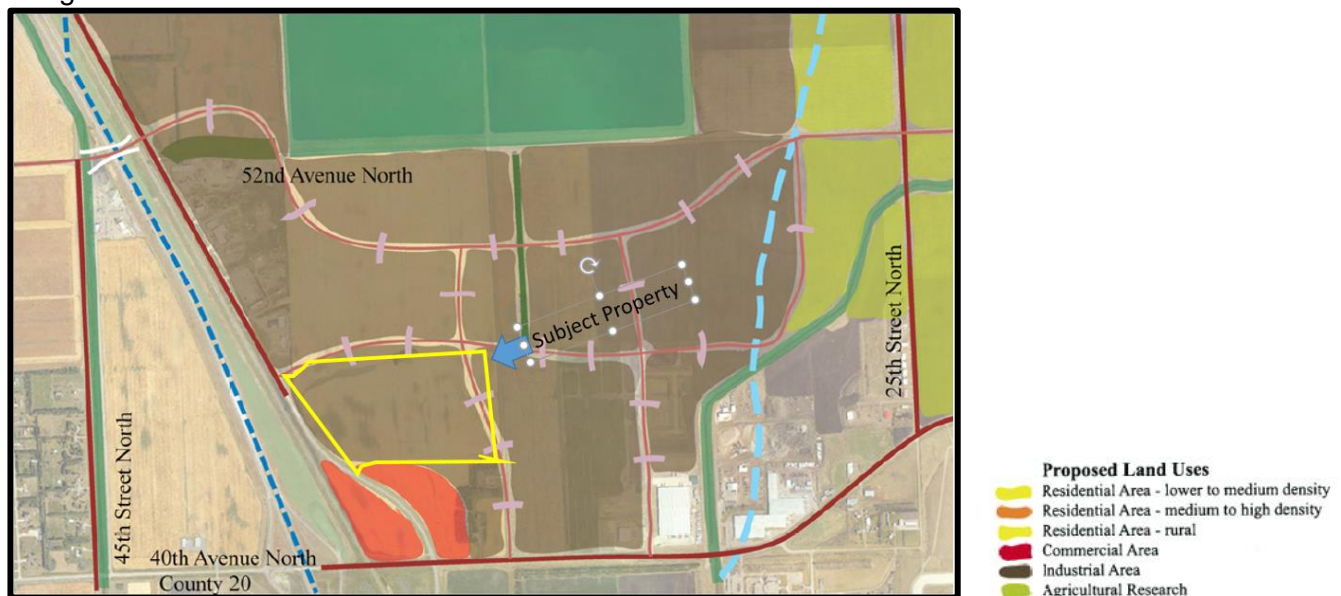 52nd Avenue North
Subject Property
25th Street North
45th Street North
40th Avenue North
County 20
Proposed Land Uses
Residential Area - lower to medium density
Residential Area - medium to high density
Residential Area - rural
Commercial Area
Industrial Area
Agricultural Research